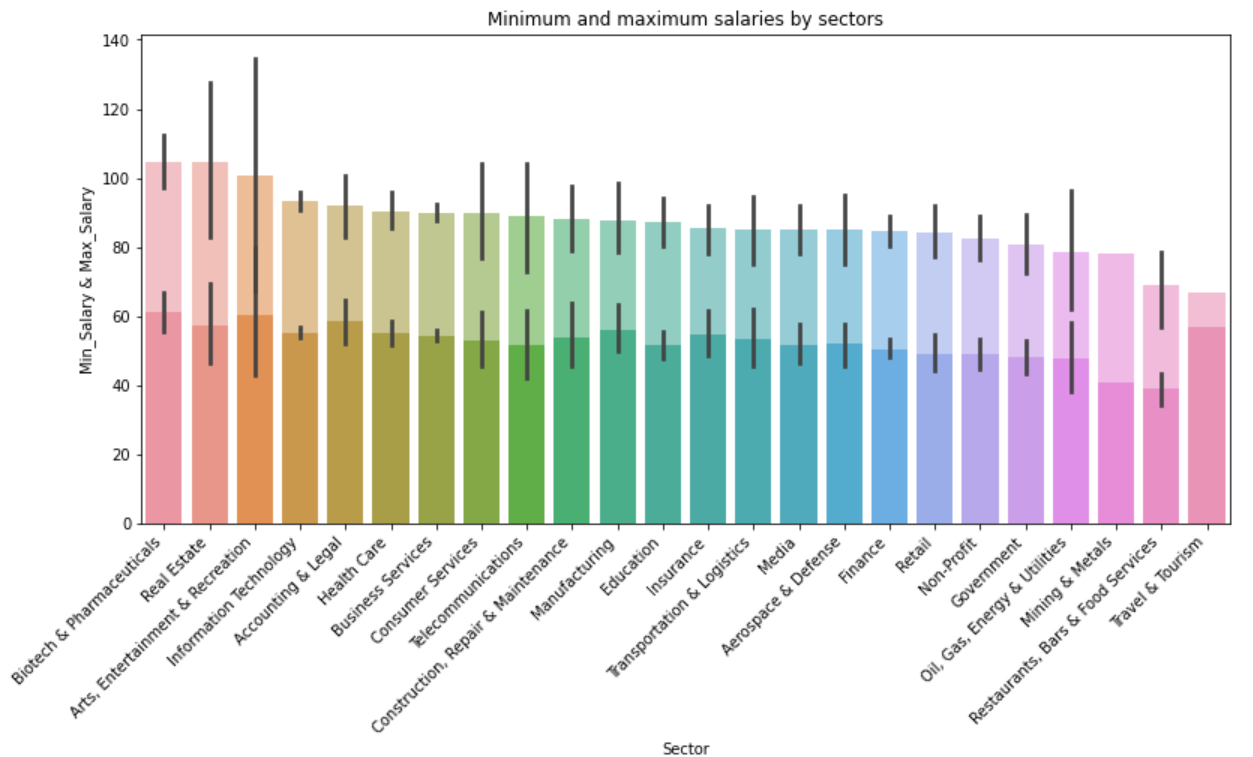 Minimum and maximum salaries by sectors
Min_Salary & Max_Salary
140
120
100
80
60
40
20
0
Biotech & Pharmaceuticals
Real Estate
Arts, Entertainment & Recreation
Information Technology
Accounting & Legal
Health Care
Business Services
Consumer Services
Telecommunications
Construction, Repair & Maintenance
Manufacturing
Education
Insurance
Transportation & Logistics
Media
Aerospace & Defense
Finance
Retail
Non-Profit
Government
Oil, Gas, Energy & Utilities
Mining & Metals
Restaurants, Bars & Food Services
Travel & Tourism
Sector